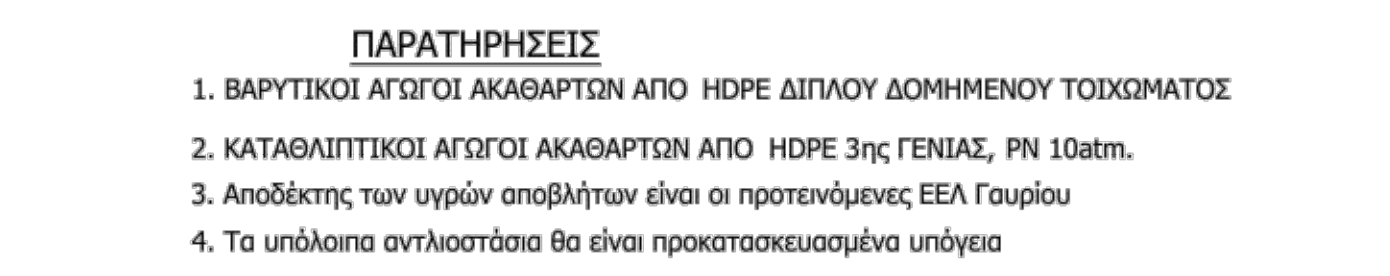 ΠΑΡΑΤΗΡΗΣΕΙΣ
1. ΒΑΡΥΤΙΚΟΙ ΑΓΩΓΟΙ ΑΚΑΘΑΡΤΩΝ ΑΠΟ HDPE ΔΙΠΛΟΥ ΔΟΜΗΜΕΝΟΥ ΤΟΙΧΩΜΑΤΟΣ
2. ΚΑΤΑΘΛΙΠΤΙΚΟΙ ΑΓΩΓΟΙ ΑΚΑΘΑΡΤΩΝ ΑΠΟ HDPE 3ης ΓΕΝΙΑΣ, PN 10atm.
3. Αποδέκτης των υγρών αποβλήτων είναι οι προτεινόμενες ΕΕΛ Γαυρίου
4. Τα υπόλοιπα αντλιοστάσια θα είναι προκατασκευασμένα υπόγεια